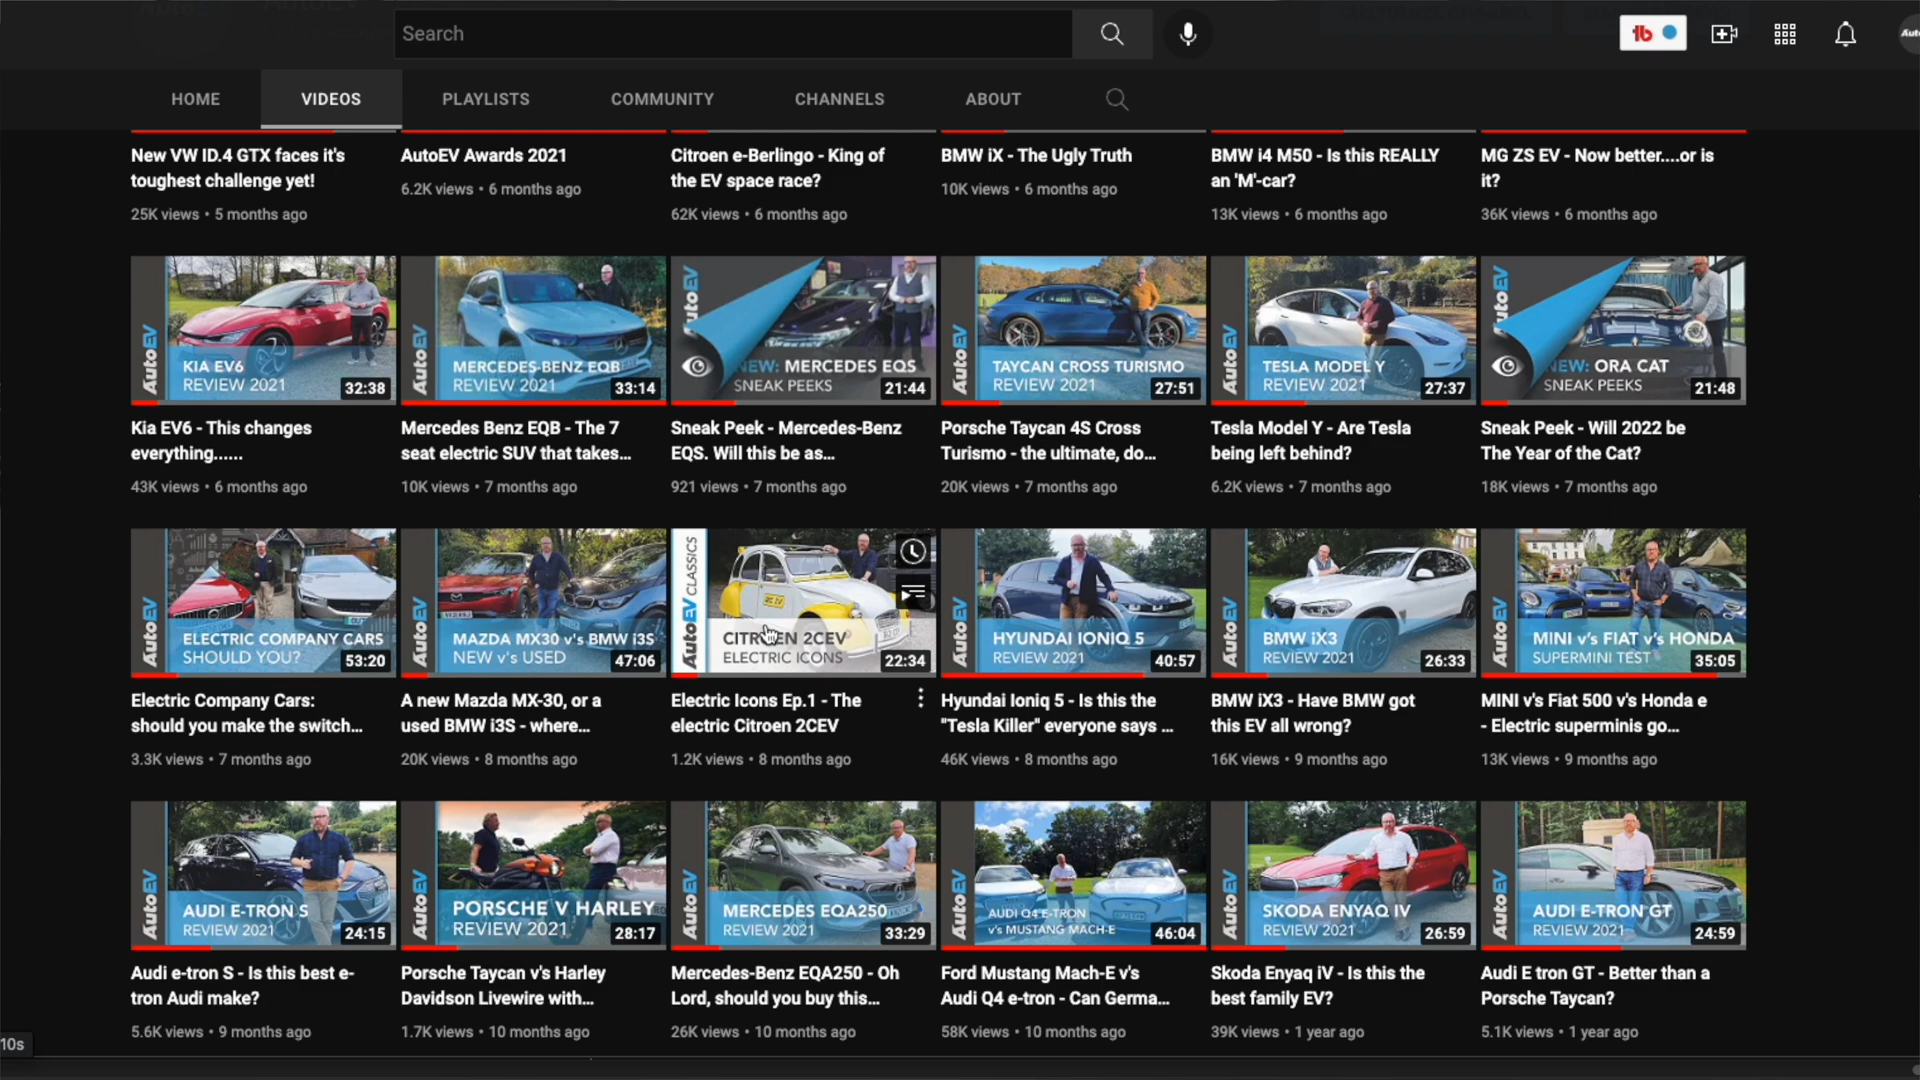 Search
HOME
VIDEOS
PLAYLISTS
COMMUNITY
CHANNELS
ABOUT
New VW ID.4 GTX faces it's
toughest challenge yet!
25K views • 5 months ago
AutoEV Awards 2021
6.2K views • 6 months ago
Citroen e-Berlingo - King of
the EV space race?
62K views • 6 months ago
BMW iX - The Ugly Truth
10K views • 6 months ago
BMW i4 M50 - Is this REALLY
an 'M'-car?
13K views • 6 months ago
MG ZS EV - Now better....or is
it?
36K views • 6 months ago
AutoEV
KIA EV6
REVIEW 2021
32:38
Kia EV6 - This changes
everything......
43K views • 6 months ago
AutoEV
MERCEDES-BENZ EQB
REVIEW 2021
33:14
Mercedes Benz EQB - The 7
seat electric SUV that takes...
10K views • 7 months ago
AutoEV
NEW: MERCEDES EQS
SNEAK PEEKS
21:44
Sneak Peek - Mercedes-Benz
EQS. Will this be as...
921 views • 7 months ago
AutoEV
TAYCAN CROSS TURISMO
REVIEW 2021
27:51
Porsche Taycan 4S Cross
Turismo - the ultimate, do...
20K views • 7 months ago
AutoEV
TESLA MODEL Y
REVIEW 2021
27:37
Tesla Model Y - Are Tesla
being left behind?
6.2K views • 7 months ago
AutoEV
NEW: ORA CAT
SNEAK PEEKS
21:48
Sneak Peek - Will 2022 be
The Year of the Cat?
18K views • 7 months ago
AutoEV
ELECTRIC COMPANY CARS
SHOULD YOU?
53:20
Electric Company Cars:
should you make the switch...
3.3K views • 7 months ago
AutoEV
MAZDA MX30 v's BMW i3S
NEW v's USED
47:06
A new Mazda MX-30, or a
used BMW i3S - where...
20K views • 8 months ago
AutoEV CLASSICS
CITROEN 2CEV
ELECTRIC ICONS
22:34
Electric Icons Ep.1 - The
electric Citroen 2CEV
1.2K views • 8 months ago
AutoEV
HYUNDAI IONIQ 5
REVIEW 2021
40:57
Hyundai Ioniq 5 - Is this the
"Tesla Killer" everyone says ...
46K views • 8 months ago
AutoEV
BMW iX3
REVIEW 2021
26:33
BMW iX3 - Have BMW got
this EV all wrong?
16K views • 9 months ago
AutoEV
MINI v's FIAT v's HONDA
SUPERMINI TEST
35:05
MINI v's Fiat 500 v's Honda e
- Electric superminis go...
13K views • 9 months ago
AutoEV
AUDI E-TRON S
REVIEW 2021
24:15
Audi e-tron S - Is this best e-
tron Audi make?
5.6K views • 9 months ago
AutoEV
PORSCHE V HARLEY
REVIEW 2021
28:17
Porsche Taycan v's Harley
Davidson Livewire with...
1.7K views • 10 months ago
AutoEV
MERCEDES EQA250
REVIEW 2021
33:29
Mercedes-Benz EQA250 - Oh
Lord, should you buy this...
26K views • 10 months ago
AutoEV
AUDI Q4 E-TRON
v's MUSTANG MACH-E
46:04
Ford Mustang Mach-E v's
Audi Q4 e-tron - Can Germa...
58K views • 10 months ago
AutoEV
SKODA ENYAQ IV
REVIEW 2021
26:59
Skoda Enyaq iV - Is this the
best family EV?
39K views • 1 year ago
AutoEV
AUDI E-TRON GT
REVIEW 2021
24:59
Audi E tron GT - Better than a
Porsche Taycan?
5.1K views • 1 year ago
10s